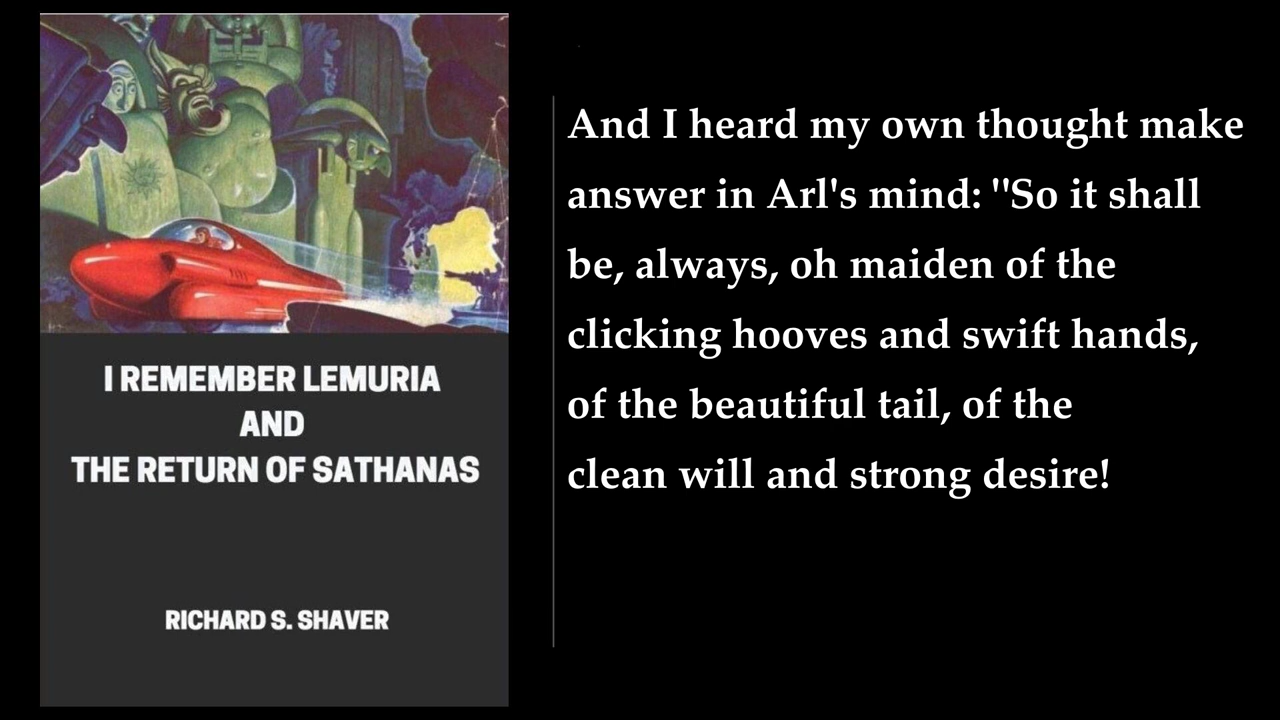 I REMEMBER LEMURIA
AND
THE RETURN OF SATHANAS
RICHARD S. SHAVER
And I heard my own thought make
answer in Arl's mind: "So it shall
be, always, oh maiden of the
clicking hooves and swift hands,
of the beautiful tail, of the
clean will and strong desire!